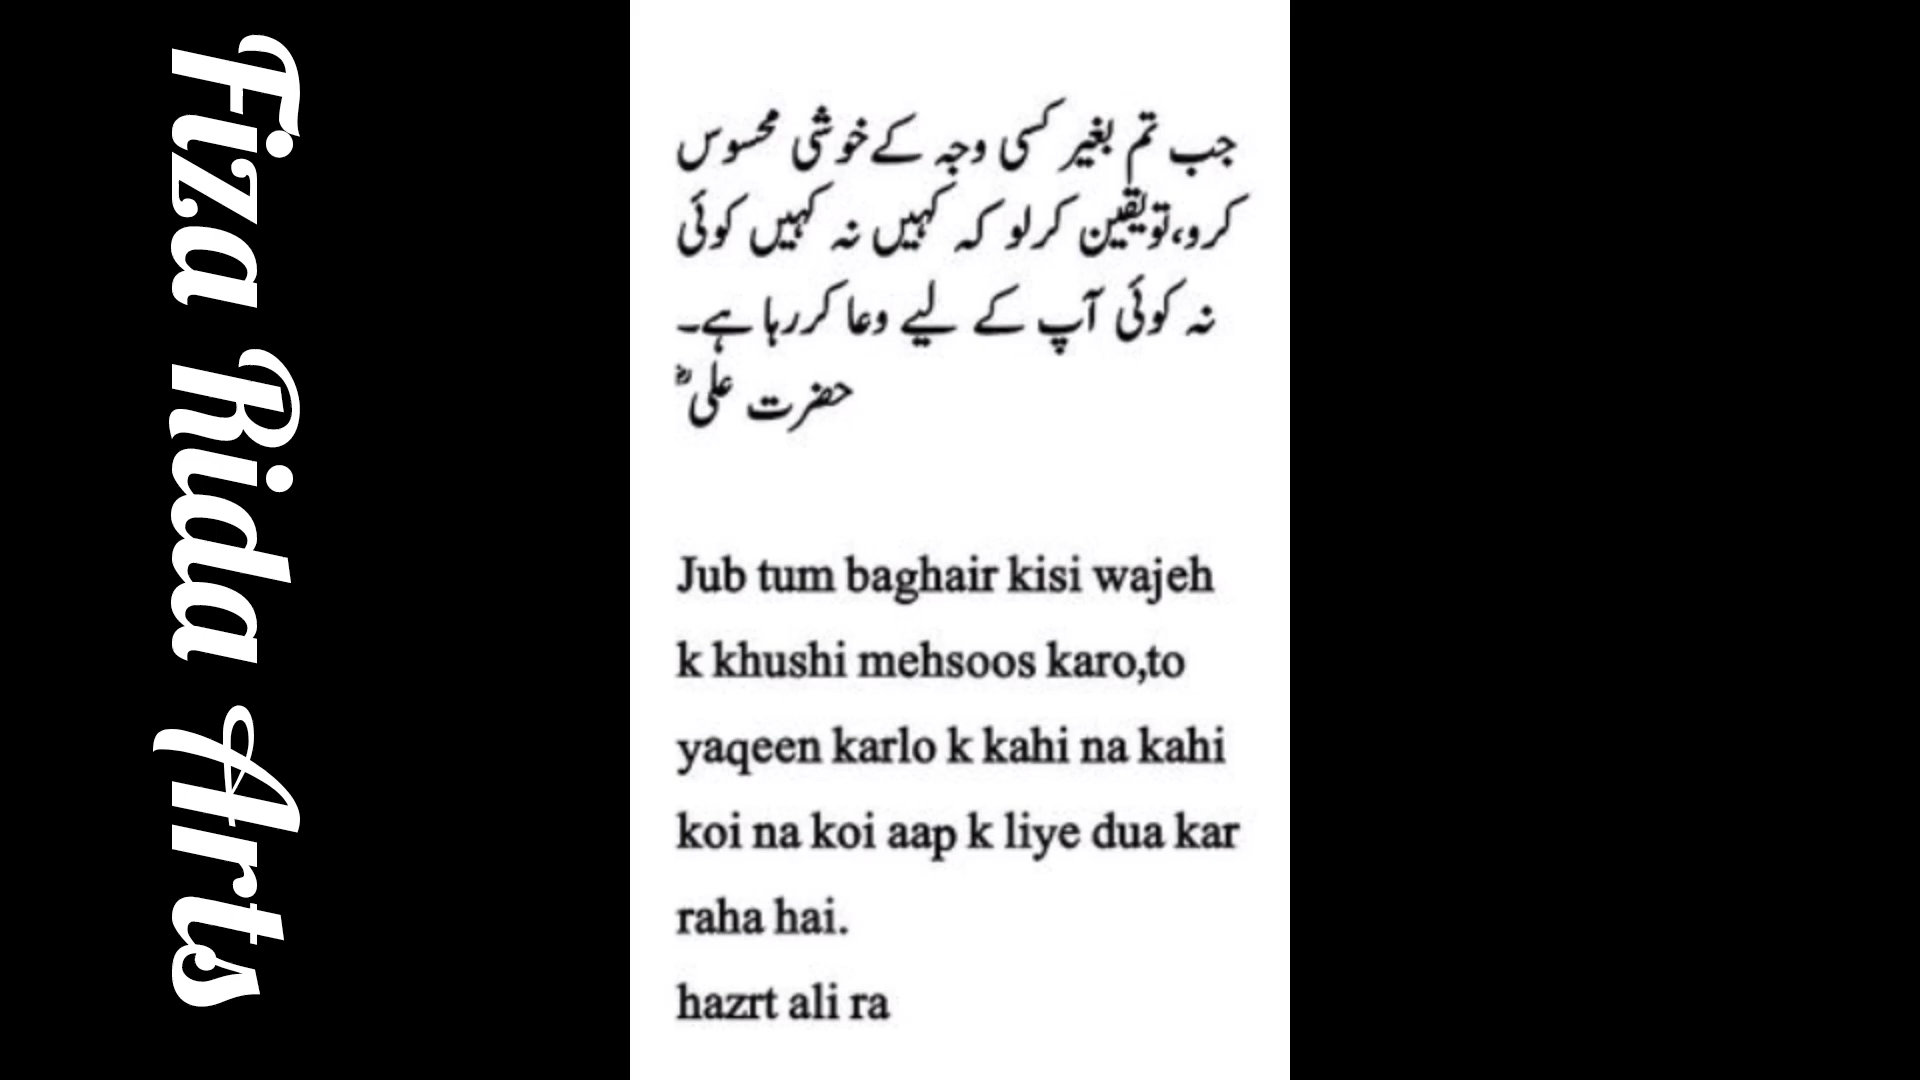 Fiza Rida Arts
جب تم بغیر کسی وجہ کے خوشی محسوس
کرو،تو یقین کرلو کہ کہیں نہ کہیں کوئی
نہ کوئی آپ کے لیے دعا کررہا ہے۔
حضرت علیؓ
Jub tum baghair kisi wajeh
k khushi mehsoos karo,to
yaqeen karlo k kahi na kahi
koi na koi aap k liye dua kar
raha hai.
hazrt ali ra